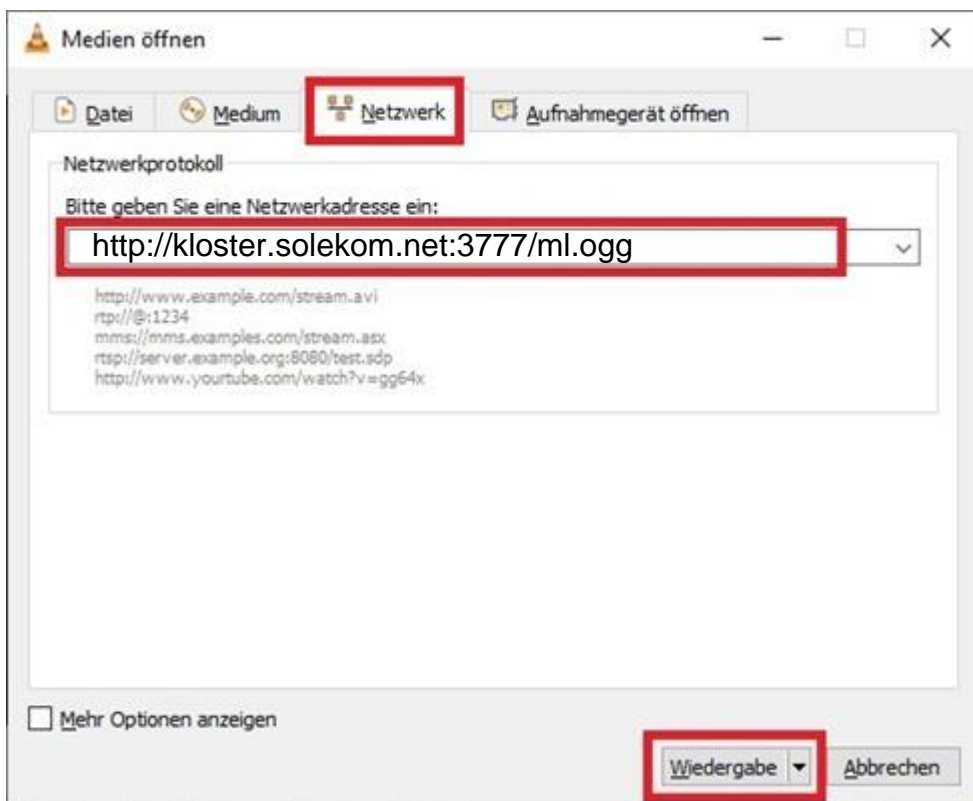 Medien öffnen
Datei Medium Netzwerk Aufnahmegerät öffnen
Netzwerkprotokoll
Bitte geben Sie eine Netzwerkadresse ein:
http://kloster.solekom.net:3777/ml.ogg
http://www.example.com/stream.avi
rtp://@:1234
mms://mms.examples.com/stream.asx
rtsp://server.example.org:8080/test.sdp
http://www.yourtube.com/watch?v=gg64x
Mehr Optionen anzeigen
Wiedergabe Abbrechen